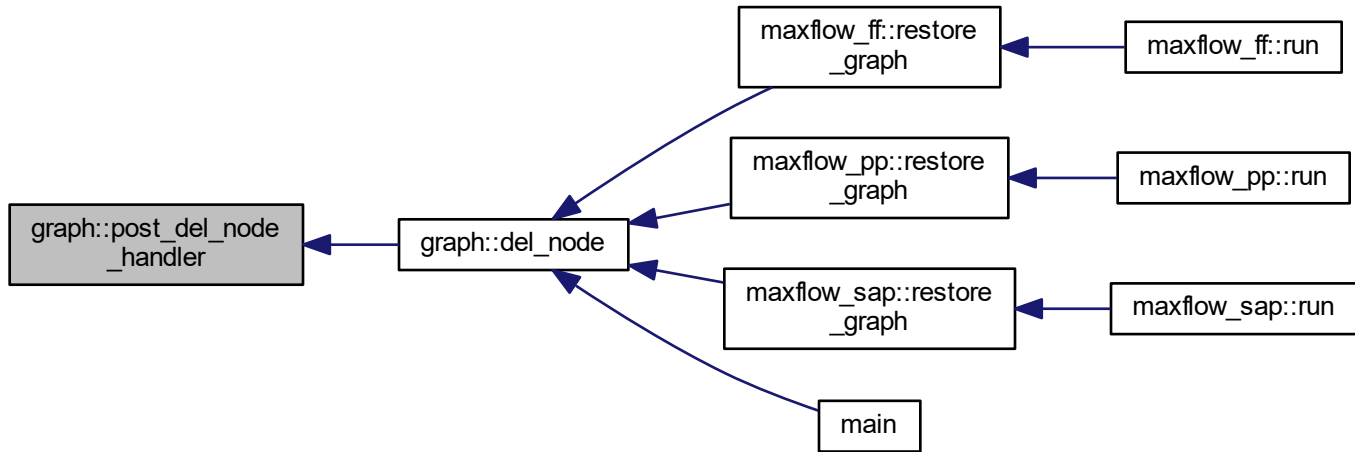 maxflow_ff::restore
_graph
maxflow_ff::run
maxflow_pp::restore
_graph
maxflow_pp::run
graph::post_del_node
_handler
graph::del_node
maxflow_sap::restore
_graph
maxflow_sap::run
main